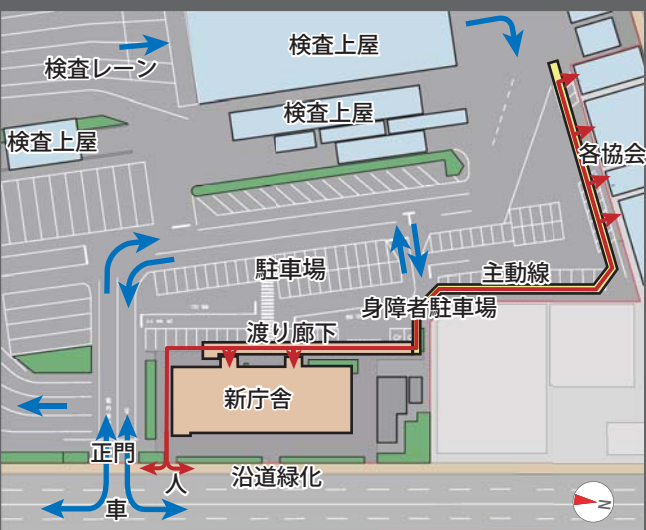 検査上屋
検査レーン
検査上屋
検査上屋
各協会
駐車場
主動線
身障者駐車場
渡り廊下
新庁舎
正門
人
沿道緑化
車
N